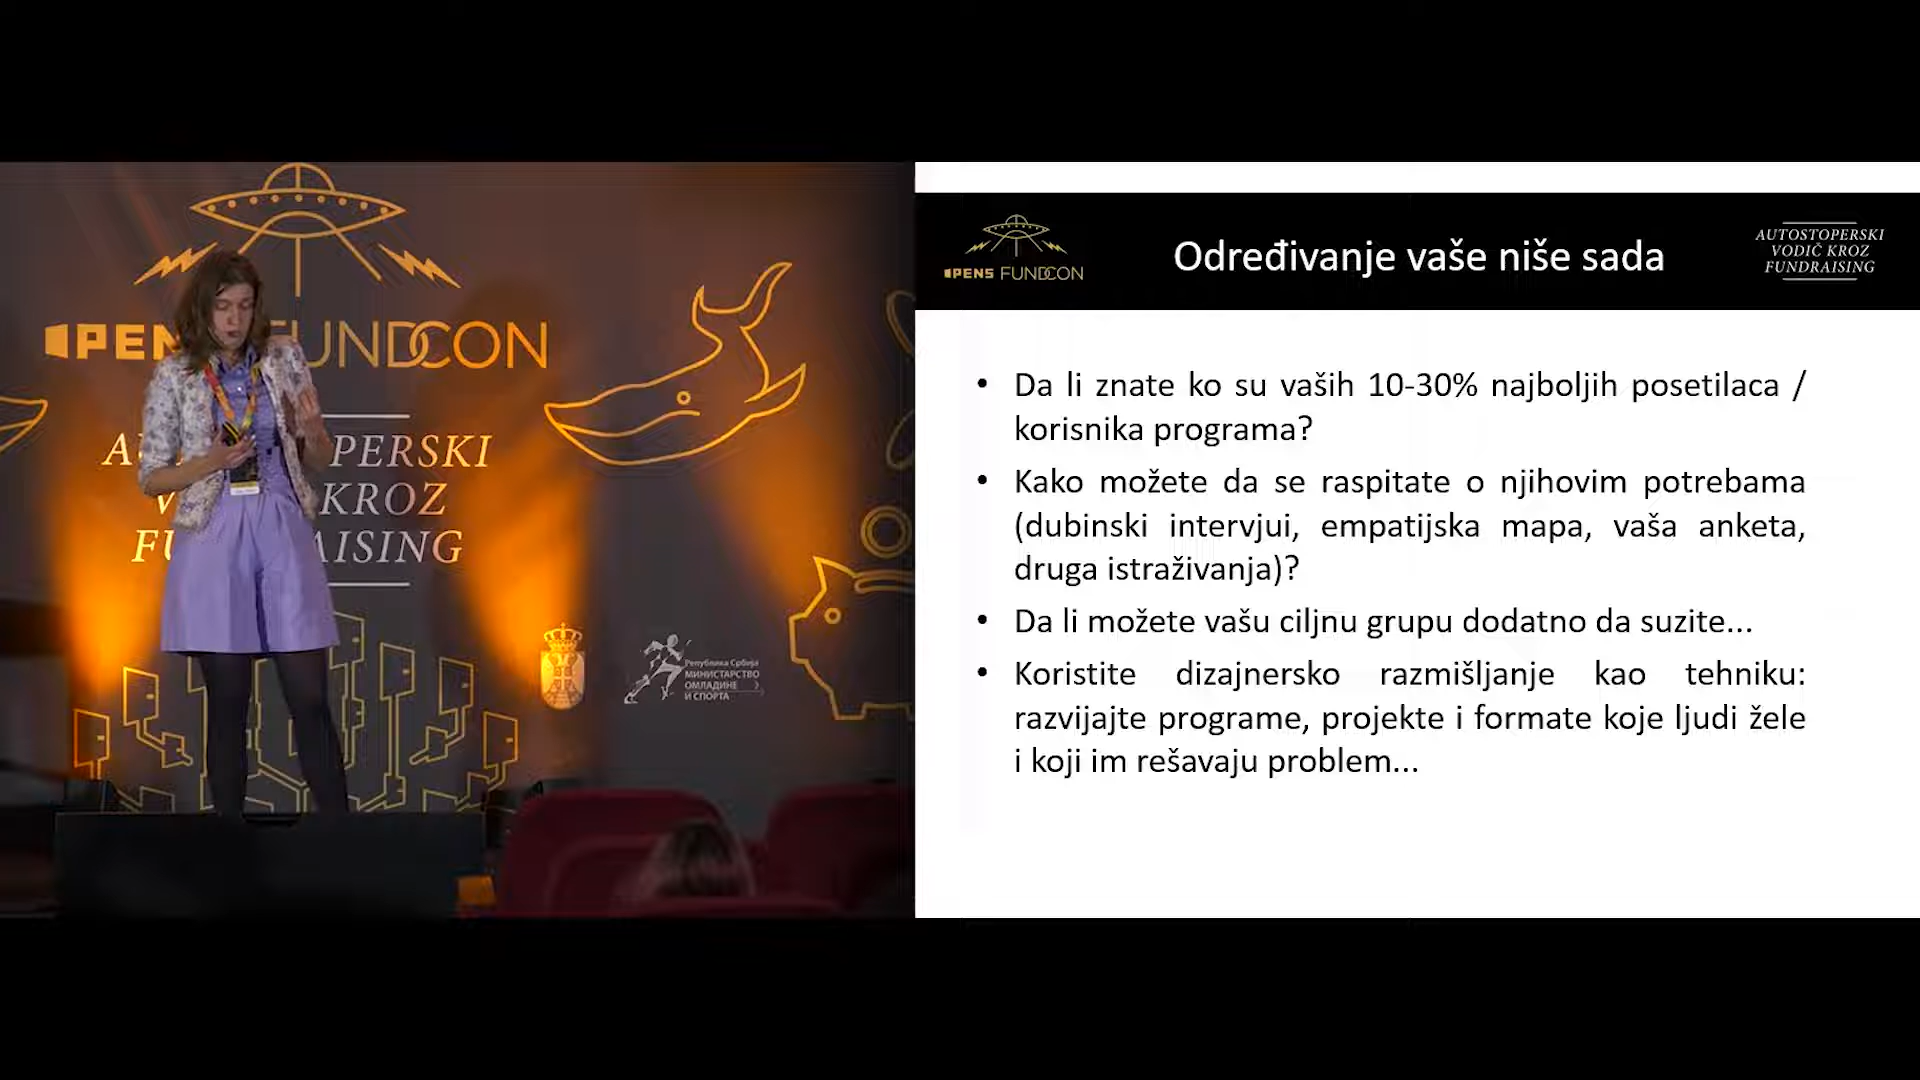 OPENS FUNDCON
A PERSKI
V KROZ
FU AISING
Република Србија
МИНИСТАРСТВО
ОМЛАДИНЕ
И СПОРТА
OPENS FUNDCON
Određivanje vaše niše sada
AUTOSTOPERSKI
VODIČ KROZ
FUNDRAISING
• Da li znate ko su vaših 10-30% najboljih posetilaca /
korisnika programa?
• Kako možete da se raspitate o njihovim potrebama
(dubinski intervjui, empatijska mapa, vaša anketa,
druga istraživanja)?
• Da li možete vašu ciljnu grupu dodatno da suzite...
• Koristite dizajnersko razmišljanje kao tehniku:
razvijajte programe, projekte i formate koje ljudi žele
i koji im rešavaju problem...